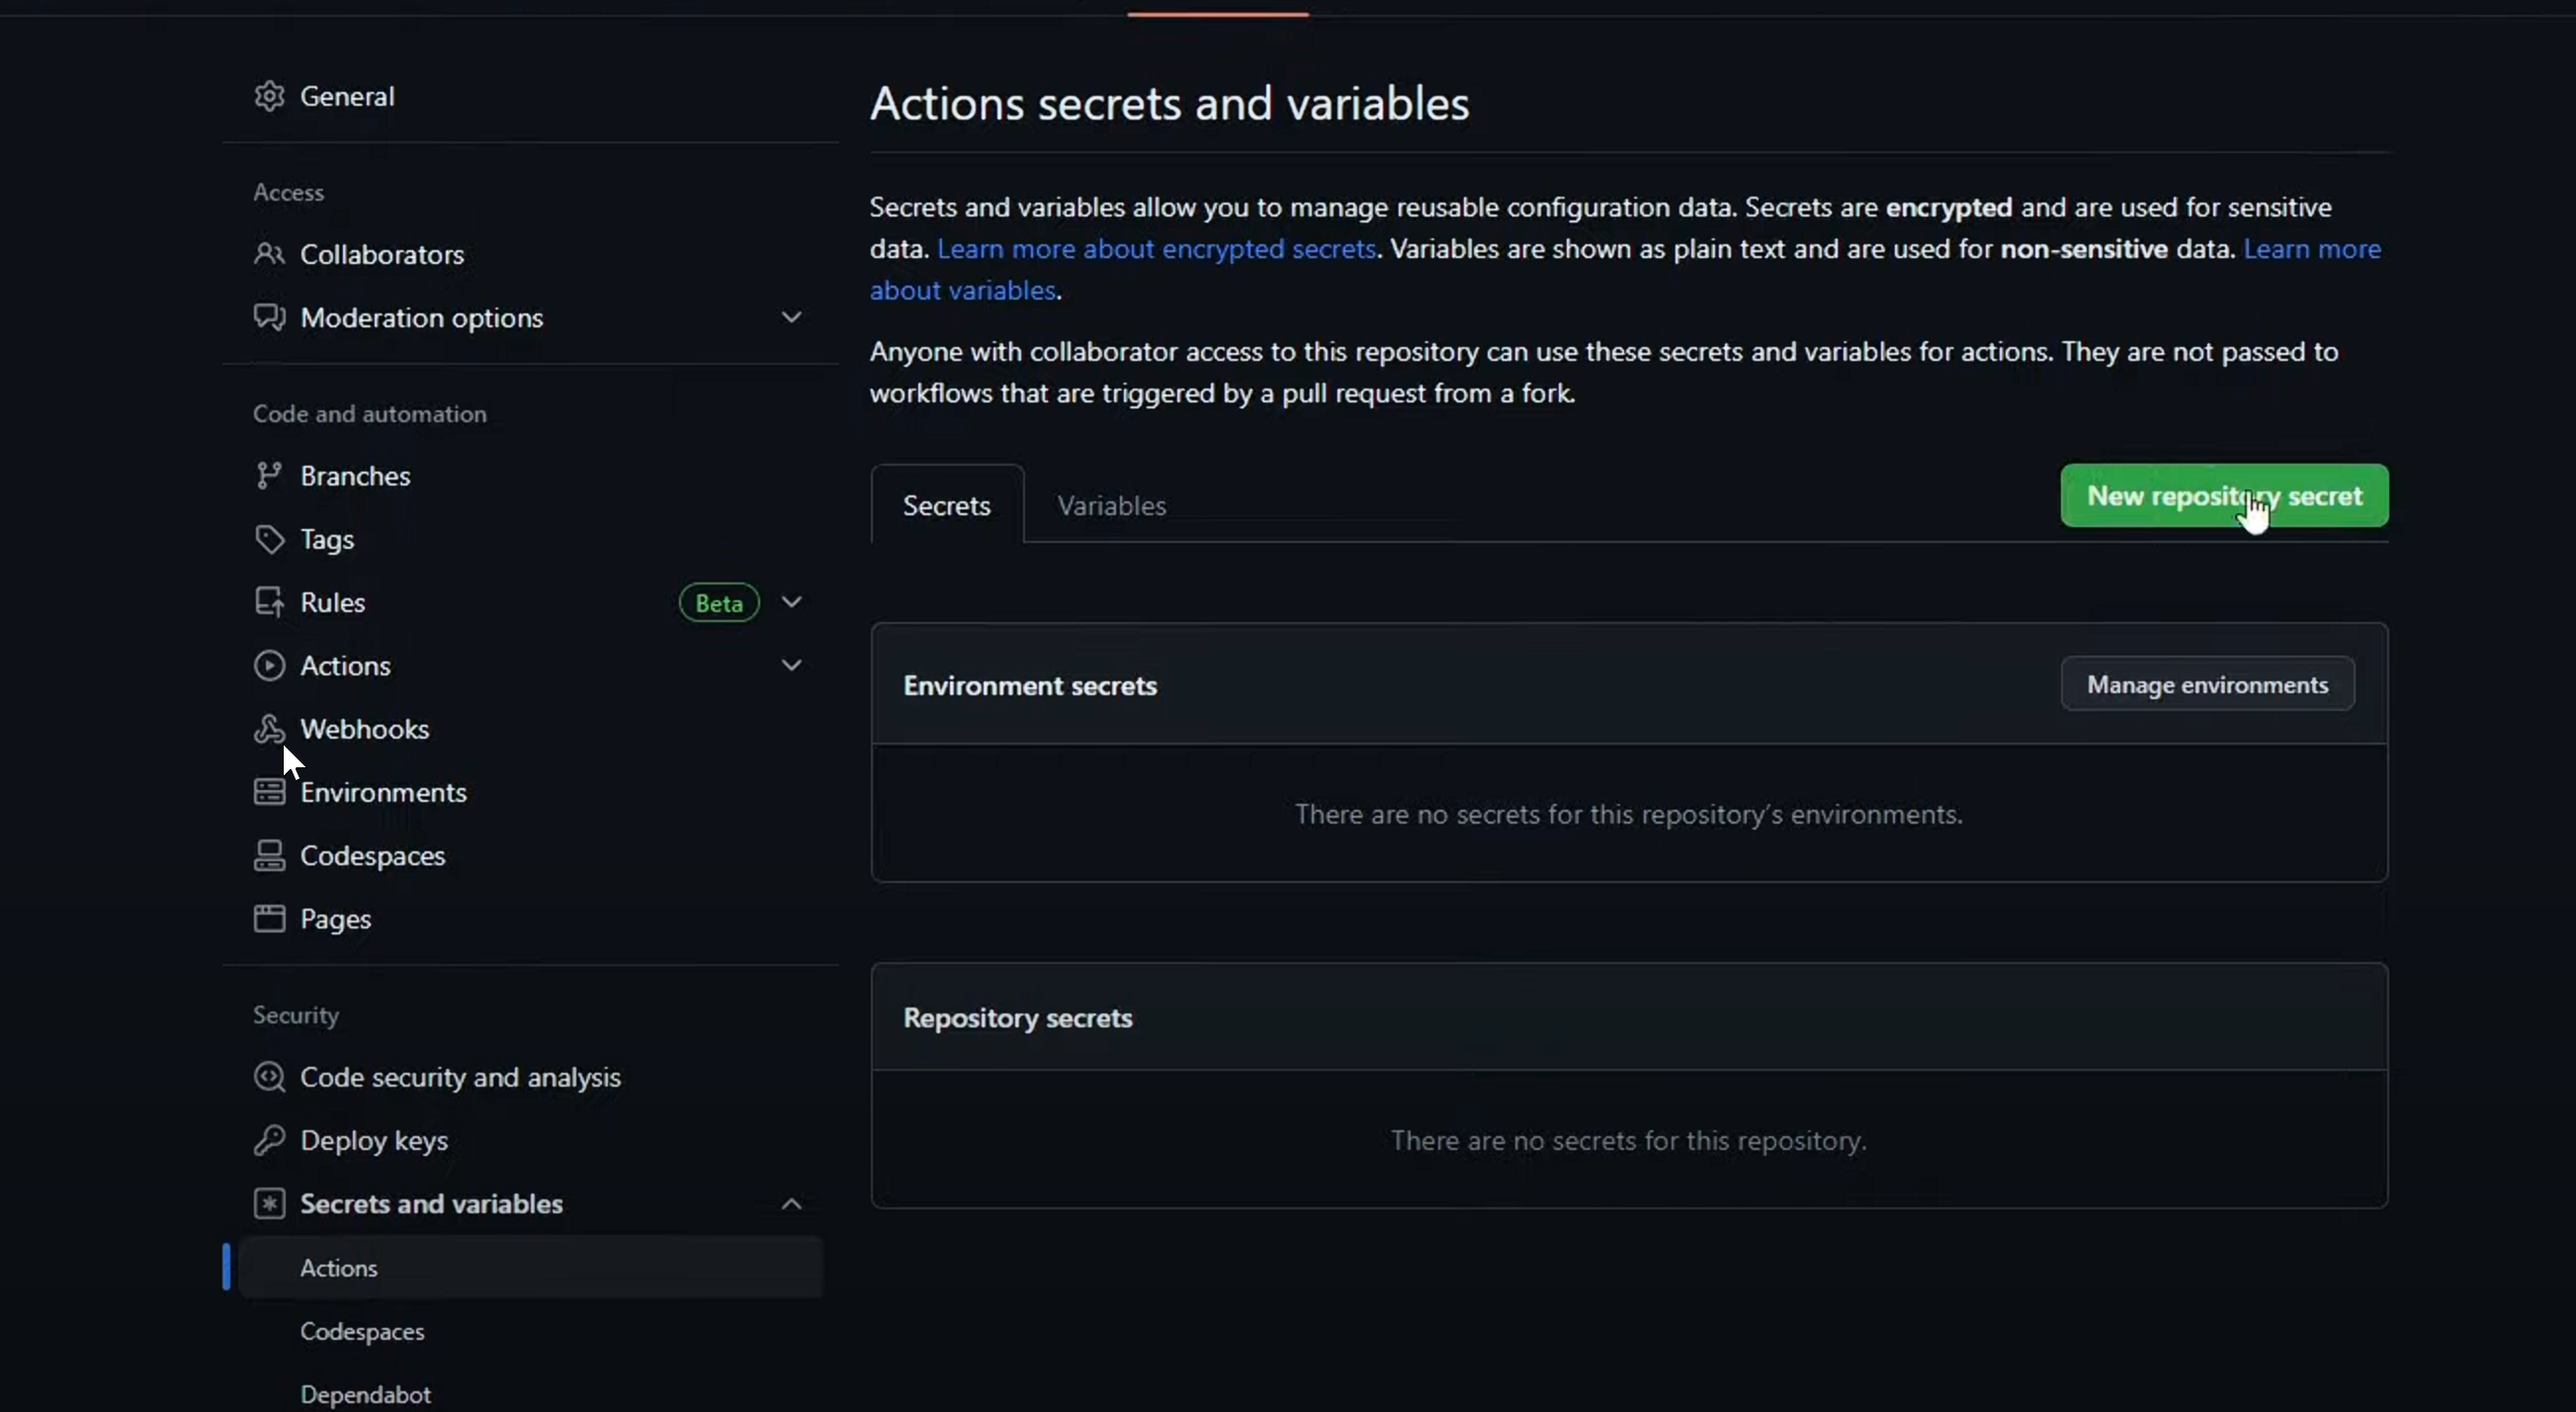 General
Access
Collaborators
Moderation options
Code and automation
Branches
Tags
Rules Beta
Actions
Webhooks
Environments
Codespaces
Pages
Security
Code security and analysis
Deploy keys
Secrets and variables
Actions
Codespaces
Dependabot
Actions secrets and variables
Secrets and variables allow you to manage reusable configuration data. Secrets are encrypted and are used for sensitive
data. Learn more about encrypted secrets. Variables are shown as plain text and are used for non-sensitive data. Learn more
about variables.
Anyone with collaborator access to this repository can use these secrets and variables for actions. They are not passed to
workflows that are triggered by a pull request from a fork.
Secrets Variables New repository secret
Environment secrets Manage environments
There are no secrets for this repository's environments.
Repository secrets
There are no secrets for this repository.